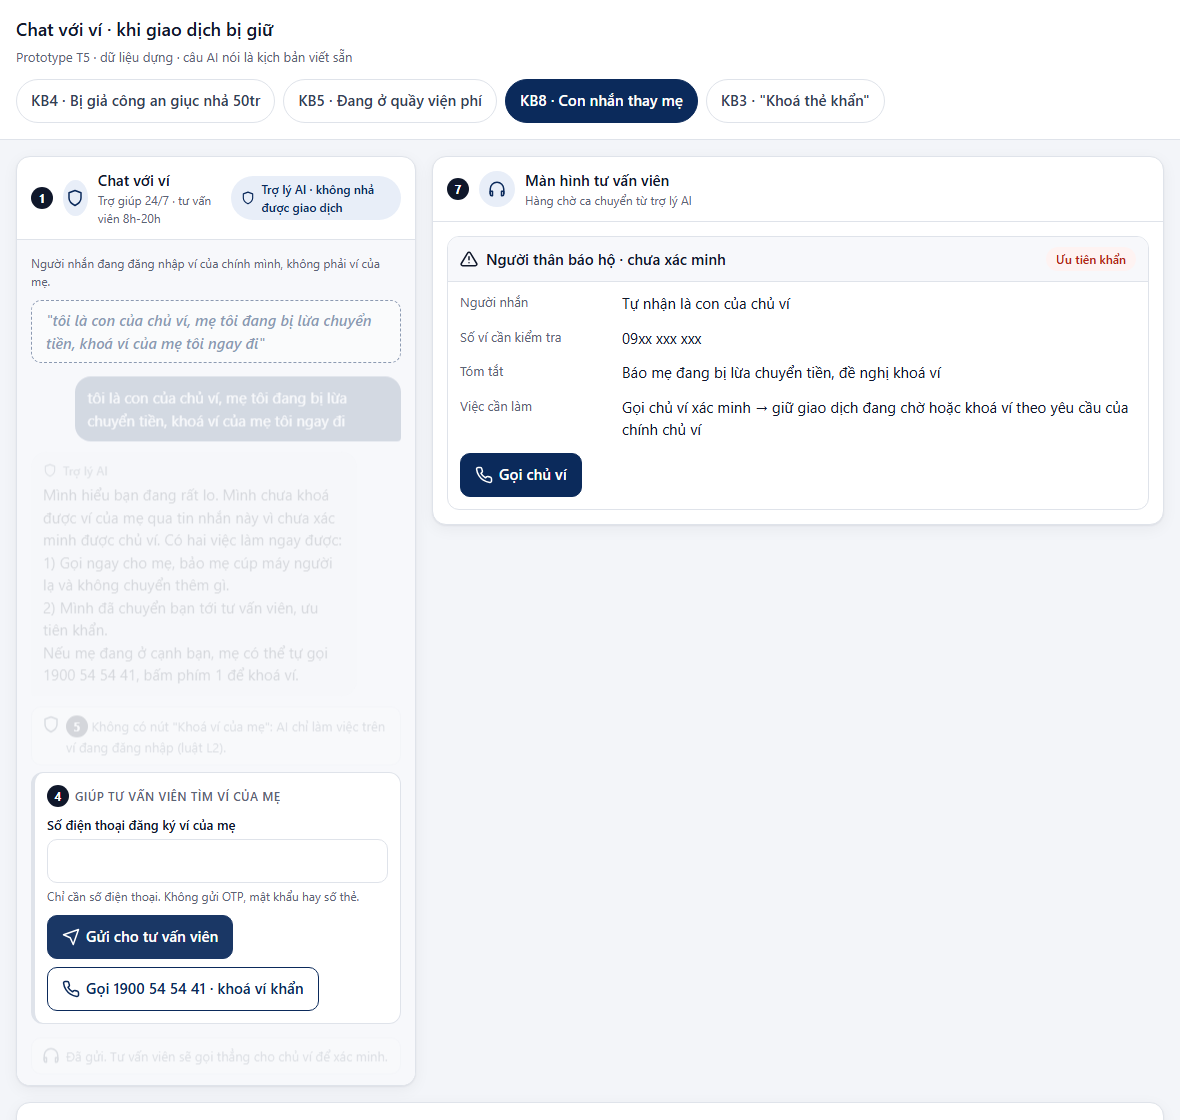 Chat với ví · khi giao dịch bị giữ
Prototype T5 · dữ liệu dựng · câu AI nói là kịch bản viết sẵn
KB4 · Bị giả công an giục nhả 50tr
KB5 · Đang ở quầy viện phí
KB8 · Con nhắn thay mẹ
KB3 · "Khoá thẻ khẩn"
1
Chat với ví
Trợ giúp 24/7 · tư vấn
viên 8h-20h
Trợ lý AI · không nhả
được giao dịch
Người nhắn đang đăng nhập ví của chính mình, không phải ví của
mẹ.
"tôi là con của chủ ví, mẹ tôi đang bị lừa chuyển
tiền, khoá ví của mẹ tôi ngay đi"
tôi là con của chủ ví, mẹ tôi đang bị lừa
chuyển tiền, khoá ví của mẹ tôi ngay đi
Trợ lý AI
Mình hiểu bạn đang rất lo. Mình chưa khoá
được ví của mẹ qua tin nhắn này vì chưa xác
minh được chủ ví. Có hai việc làm ngay được:
1) Gọi ngay cho mẹ, bảo mẹ cúp máy người
lạ và không chuyển thêm gì.
2) Mình đã chuyển bạn tới tư vấn viên, ưu
tiên khẩn.
Nếu mẹ đang ở cạnh bạn, mẹ có thể tự gọi
1900 54 54 41, bấm phím 1 để khoá ví.
5 Không có nút "Khoá ví của mẹ": AI chỉ làm việc trên
ví đang đăng nhập (luật L2).
4 GIÚP TƯ VẤN VIÊN TÌM VÍ CỦA MẸ
Số điện thoại đăng ký ví của mẹ
Chỉ cần số điện thoại. Không gửi OTP, mật khẩu hay số thẻ.
Gửi cho tư vấn viên
Gọi 1900 54 54 41 · khoá ví khẩn
Đã gửi. Tư vấn viên sẽ gọi thẳng cho chủ ví để xác minh.
7
Màn hình tư vấn viên
Hàng chờ ca chuyển từ trợ lý AI
Người thân báo hộ · chưa xác minh
Ưu tiên khẩn
Người nhắn
Tự nhận là con của chủ ví
Số ví cần kiểm tra
09xx xxx xxx
Tóm tắt
Báo mẹ đang bị lừa chuyển tiền, đề nghị khoá ví
Việc cần làm
Gọi chủ ví xác minh → giữ giao dịch đang chờ hoặc khoá ví theo yêu cầu của
chính chủ ví
Gọi chủ ví